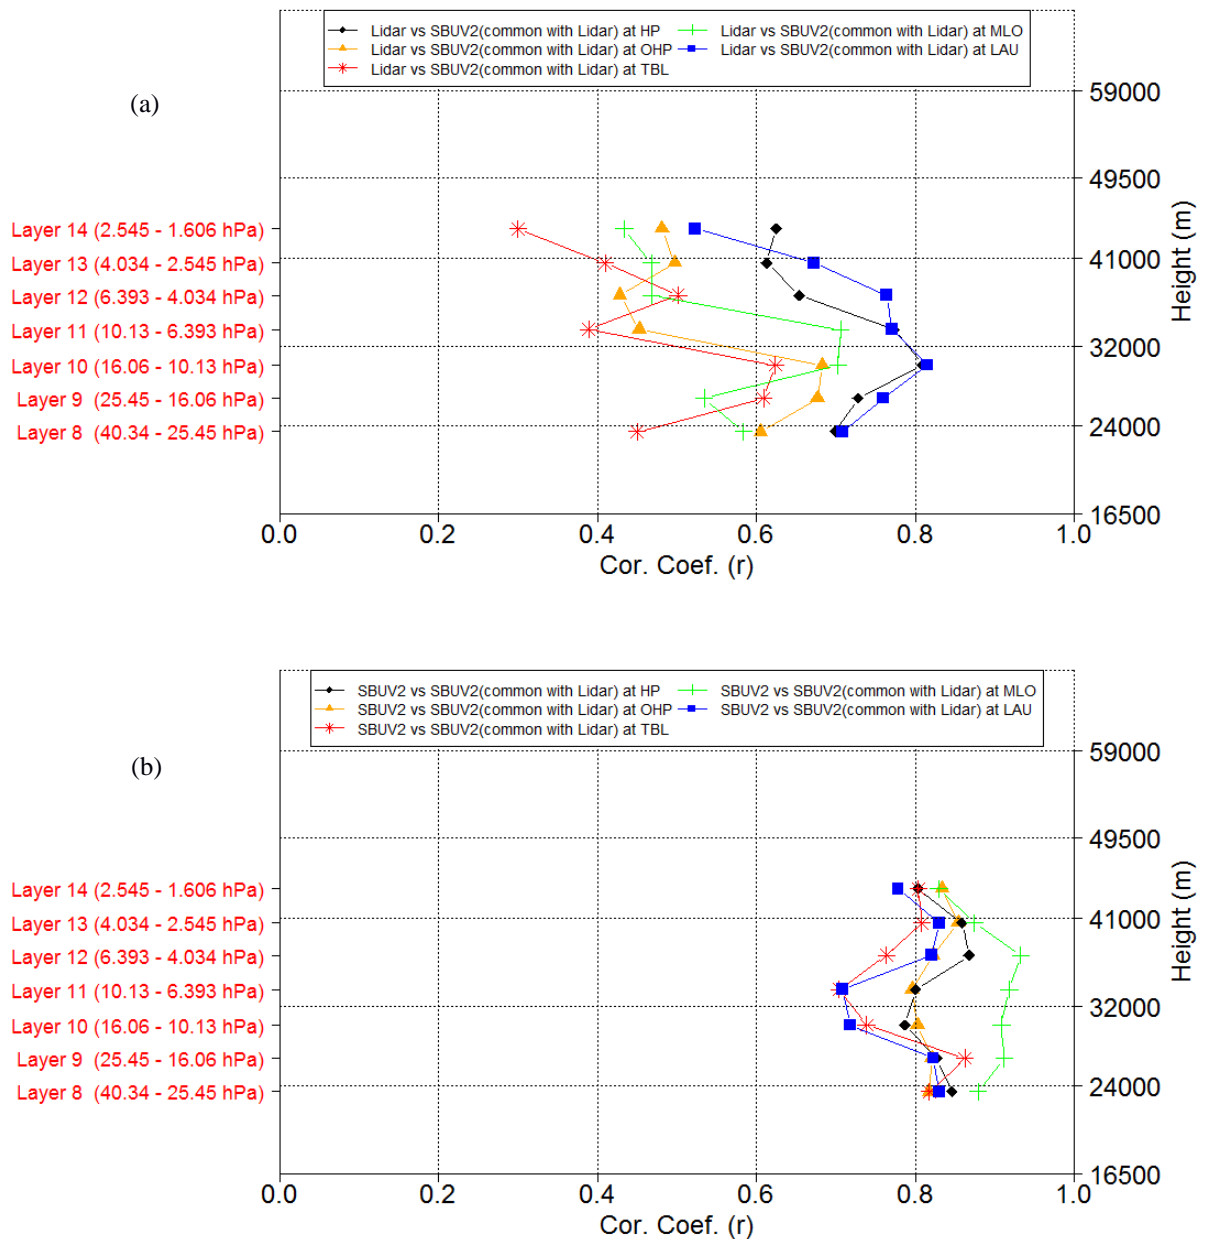 Lidar vs SBUV2(common with Lidar) at HP
Lidar vs SBUV2(common with Lidar) at MLO
Lidar vs SBUV2(common with Lidar) at OHP
Lidar vs SBUV2(common with Lidar) at LAU
Lidar vs SBUV2(common with Lidar) at TBL
(a)
59000
49500
41000
32000
24000
16500
Height (m)
Layer 14 (2.545 - 1.606 hPa)
Layer 13 (4.034 - 2.545 hPa)
Layer 12 (6.393 - 4.034 hPa)
Layer 11 (10.13 - 6.393 hPa)
Layer 10 (16.06 - 10.13 hPa)
Layer 9 (25.45 - 16.06 hPa)
Layer 8 (40.34 - 25.45 hPa)
0.0 0.2 0.4 0.6 0.8 1.0
Cor. Coef. (r)
SBUV2 vs SBUV2(common with Lidar) at HP
SBUV2 vs SBUV2(common with Lidar) at MLO
SBUV2 vs SBUV2(common with Lidar) at OHP
SBUV2 vs SBUV2(common with Lidar) at LAU
SBUV2 vs SBUV2(common with Lidar) at TBL
(b)
59000
49500
41000
32000
24000
16500
Height (m)
Layer 14 (2.545 - 1.606 hPa)
Layer 13 (4.034 - 2.545 hPa)
Layer 12 (6.393 - 4.034 hPa)
Layer 11 (10.13 - 6.393 hPa)
Layer 10 (16.06 - 10.13 hPa)
Layer 9 (25.45 - 16.06 hPa)
Layer 8 (40.34 - 25.45 hPa)
0.0 0.2 0.4 0.6 0.8 1.0
Cor. Coef. (r)